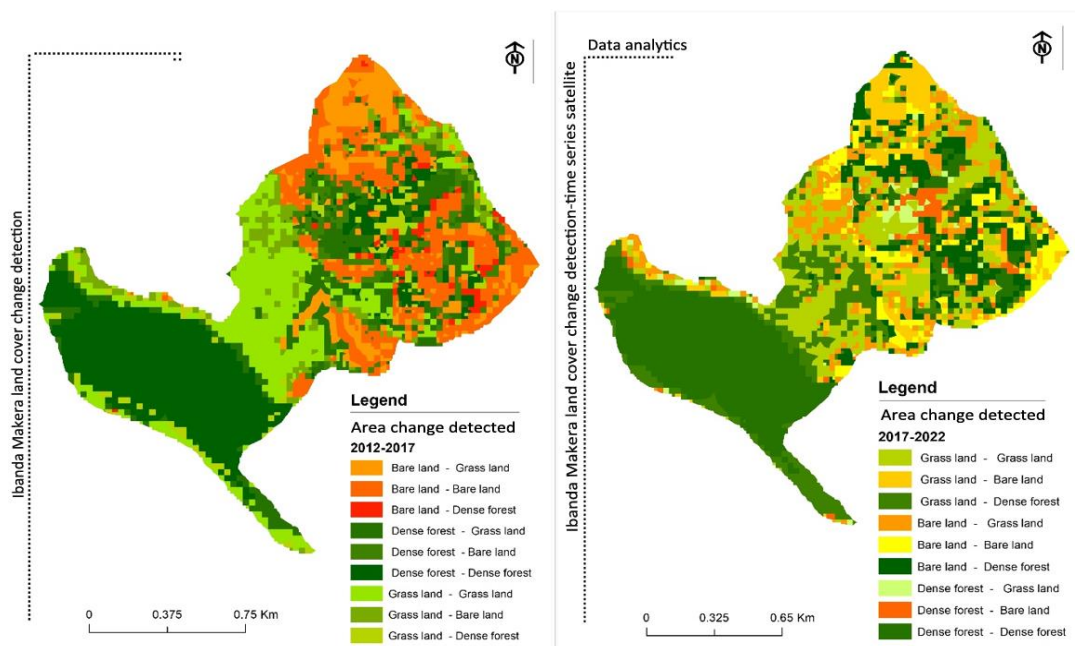 Ibanda Makera land cover change detection
N
Legend
Area change detected
2012-2017
Bare land - Grass land
Bare land - Bare land
Bare land - Dense forest
Dense forest - Grass land
Dense forest - Bare land
Dense forest - Dense forest
Grass land - Grass land
Grass land - Bare land
Grass land - Dense forest
0 0.375 0.75 Km
Data analytics
Ibanda Makera land cover change detection-time series satellite
N
Legend
Area change detected
2017-2022
Grass land - Grass land
Grass land - Bare land
Grass land - Dense forest
Bare land - Grass land
Bare land - Bare land
Bare land - Dense forest
Dense forest - Grass land
Dense forest - Bare land
Dense forest - Dense forest
0 0.325 0.65 Km